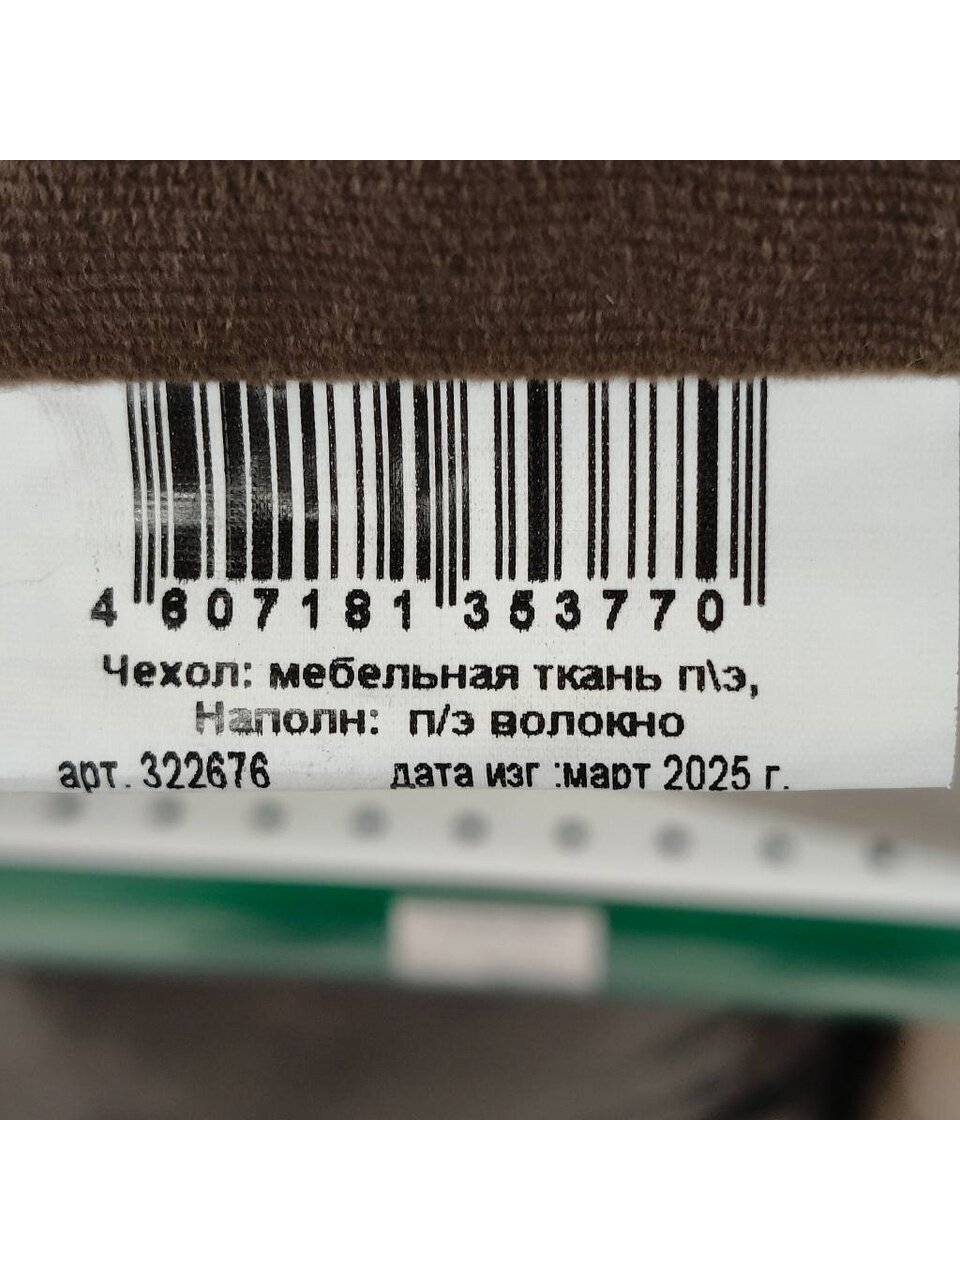 4 607181 353770
Чехол: мебельная ткань п\э,
Наполн: п/э волокно
арт. 322676 дата изг :март 2025 г.